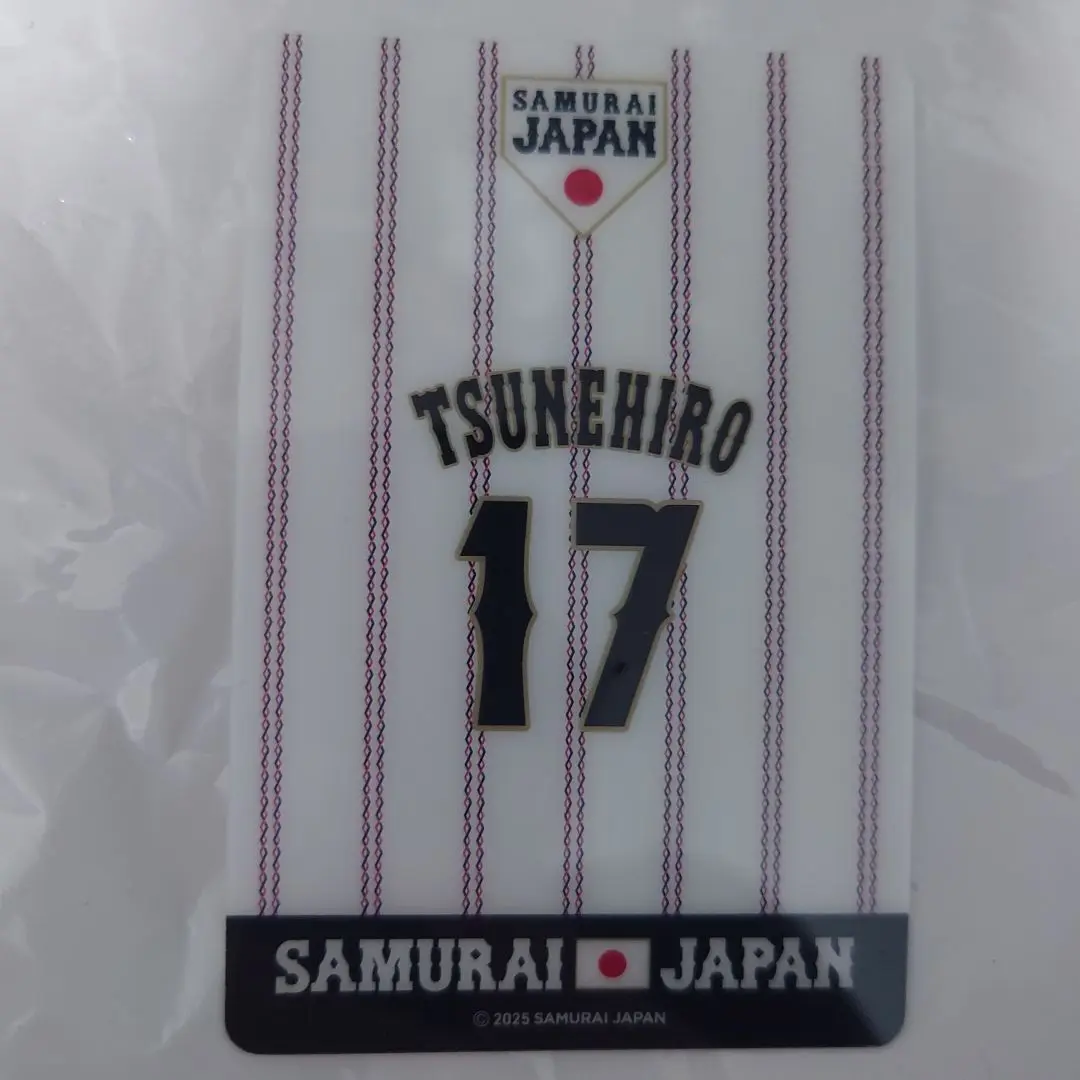 SAMURAI
JAPAN
TSUNEHIRO
17
SAMURAI JAPAN
© 2025 SAMURAI JAPAN